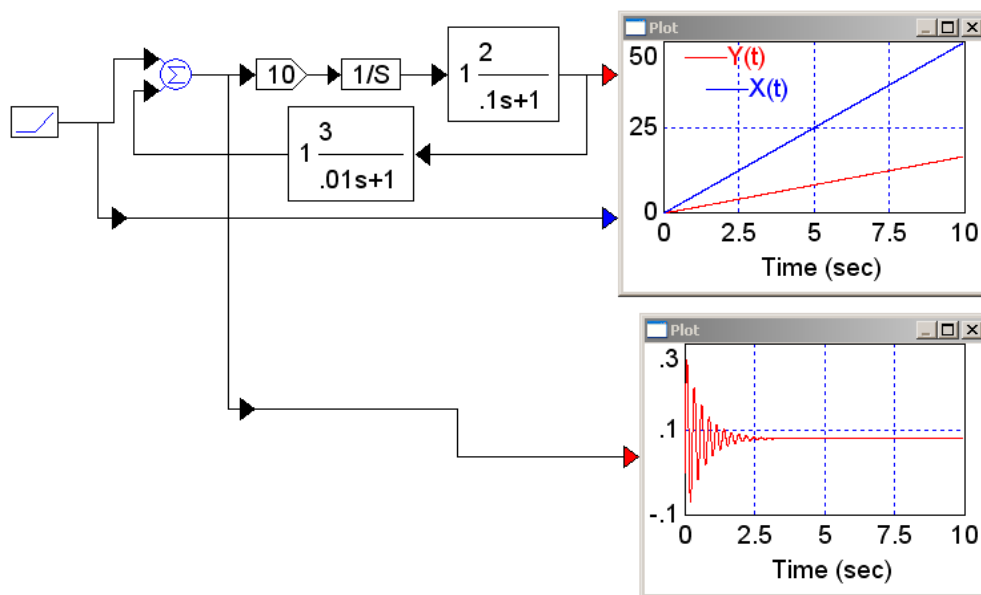 Σ
10
1/S
1 2
.1s+1
1 3
.01s+1
Plot
50
25
0
Y(t)
X(t)
0 2.5 5 7.5 10
Time (sec)
Plot
.3
.1
-.1
0 2.5 5 7.5 10
Time (sec)